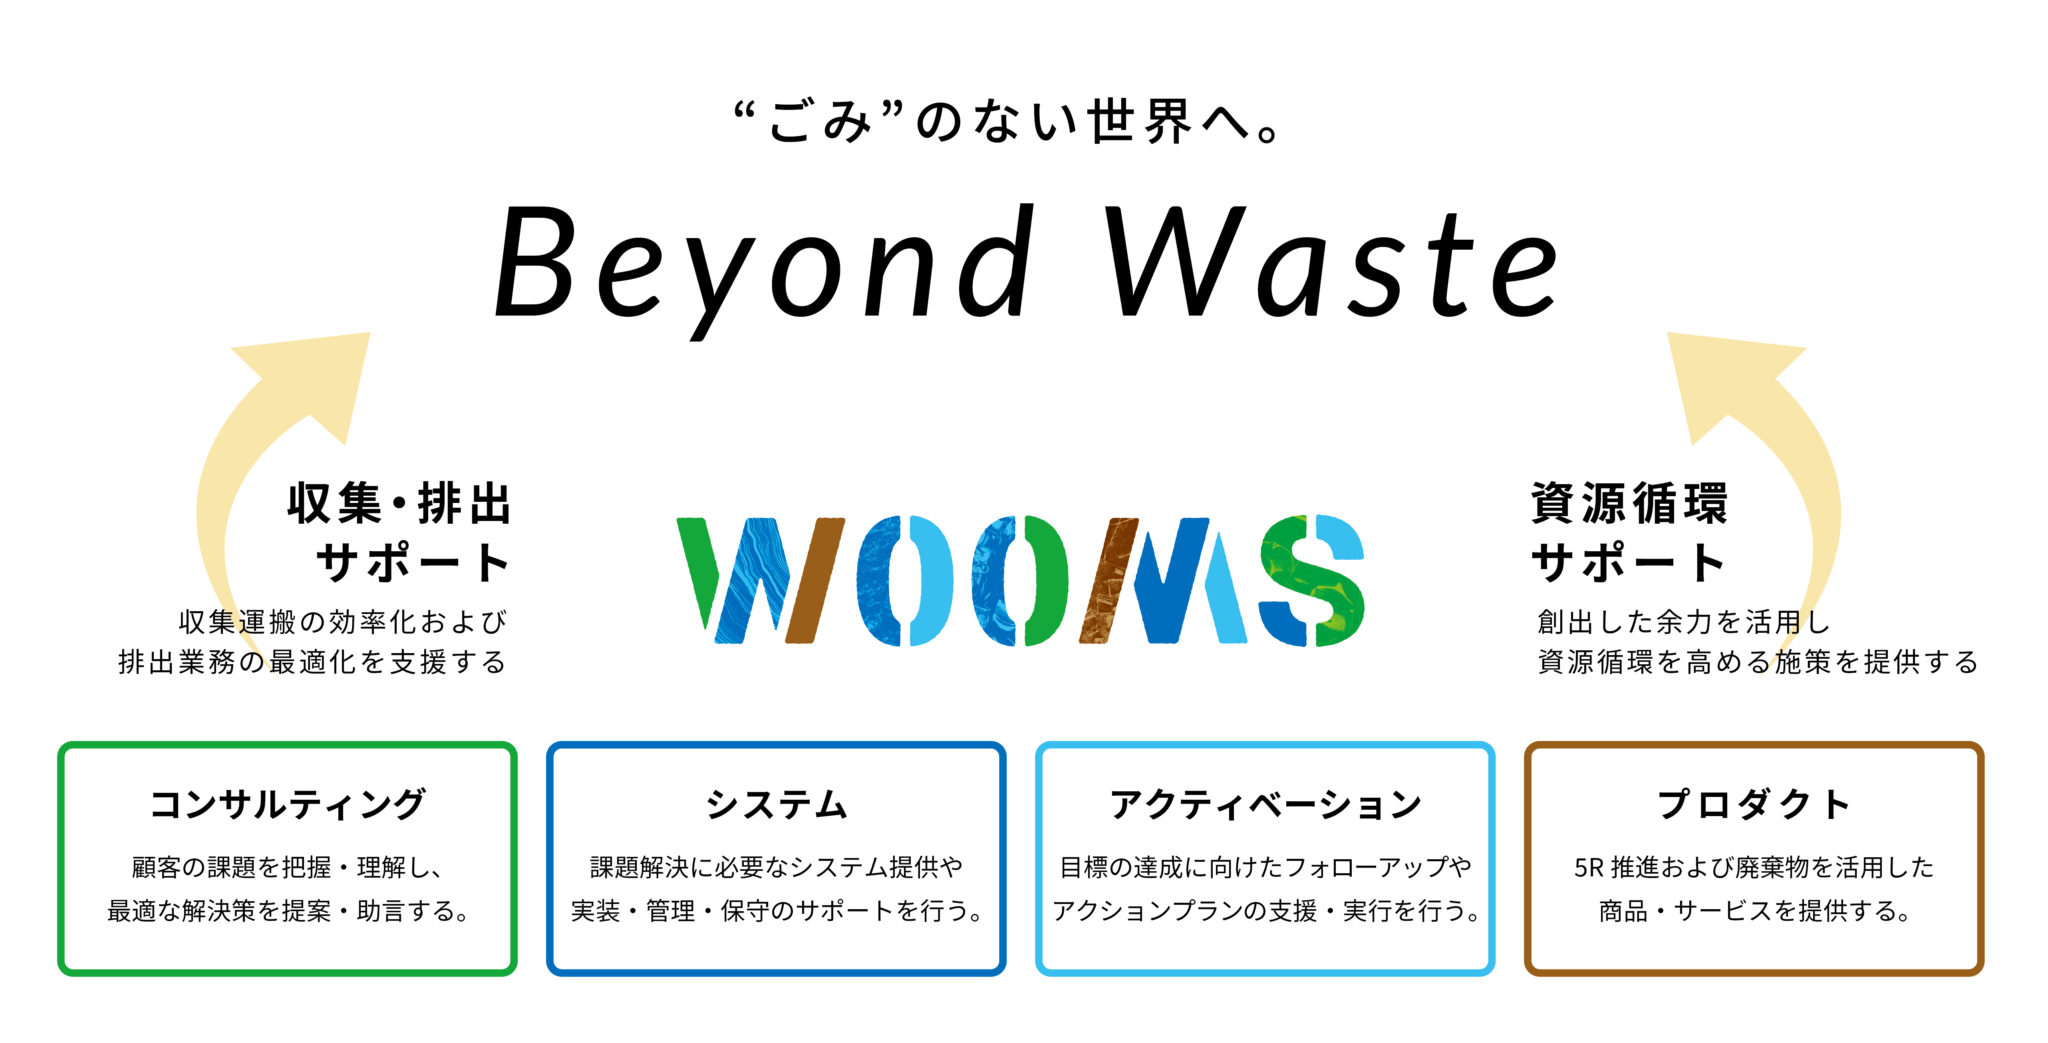 “ごみ”のない世界へ。
Beyond Waste
収集・排出
サポート
収集運搬の効率化および
排出業務の最適化を支援する
WOOMS
資源循環
サポート
創出した余力を活用し
資源循環を高める施策を提供する
コンサルティング
顧客の課題を把握・理解し、
最適な解決策を提案・助言する。
システム
課題解決に必要なシステム提供や
実装・管理・保守のサポートを行う。
アクティベーション
目標の達成に向けたフォローアップや
アクションプランの支援・実行を行う。
プロダクト
5R 推進および廃棄物を活用した
商品・サービスを提供する。